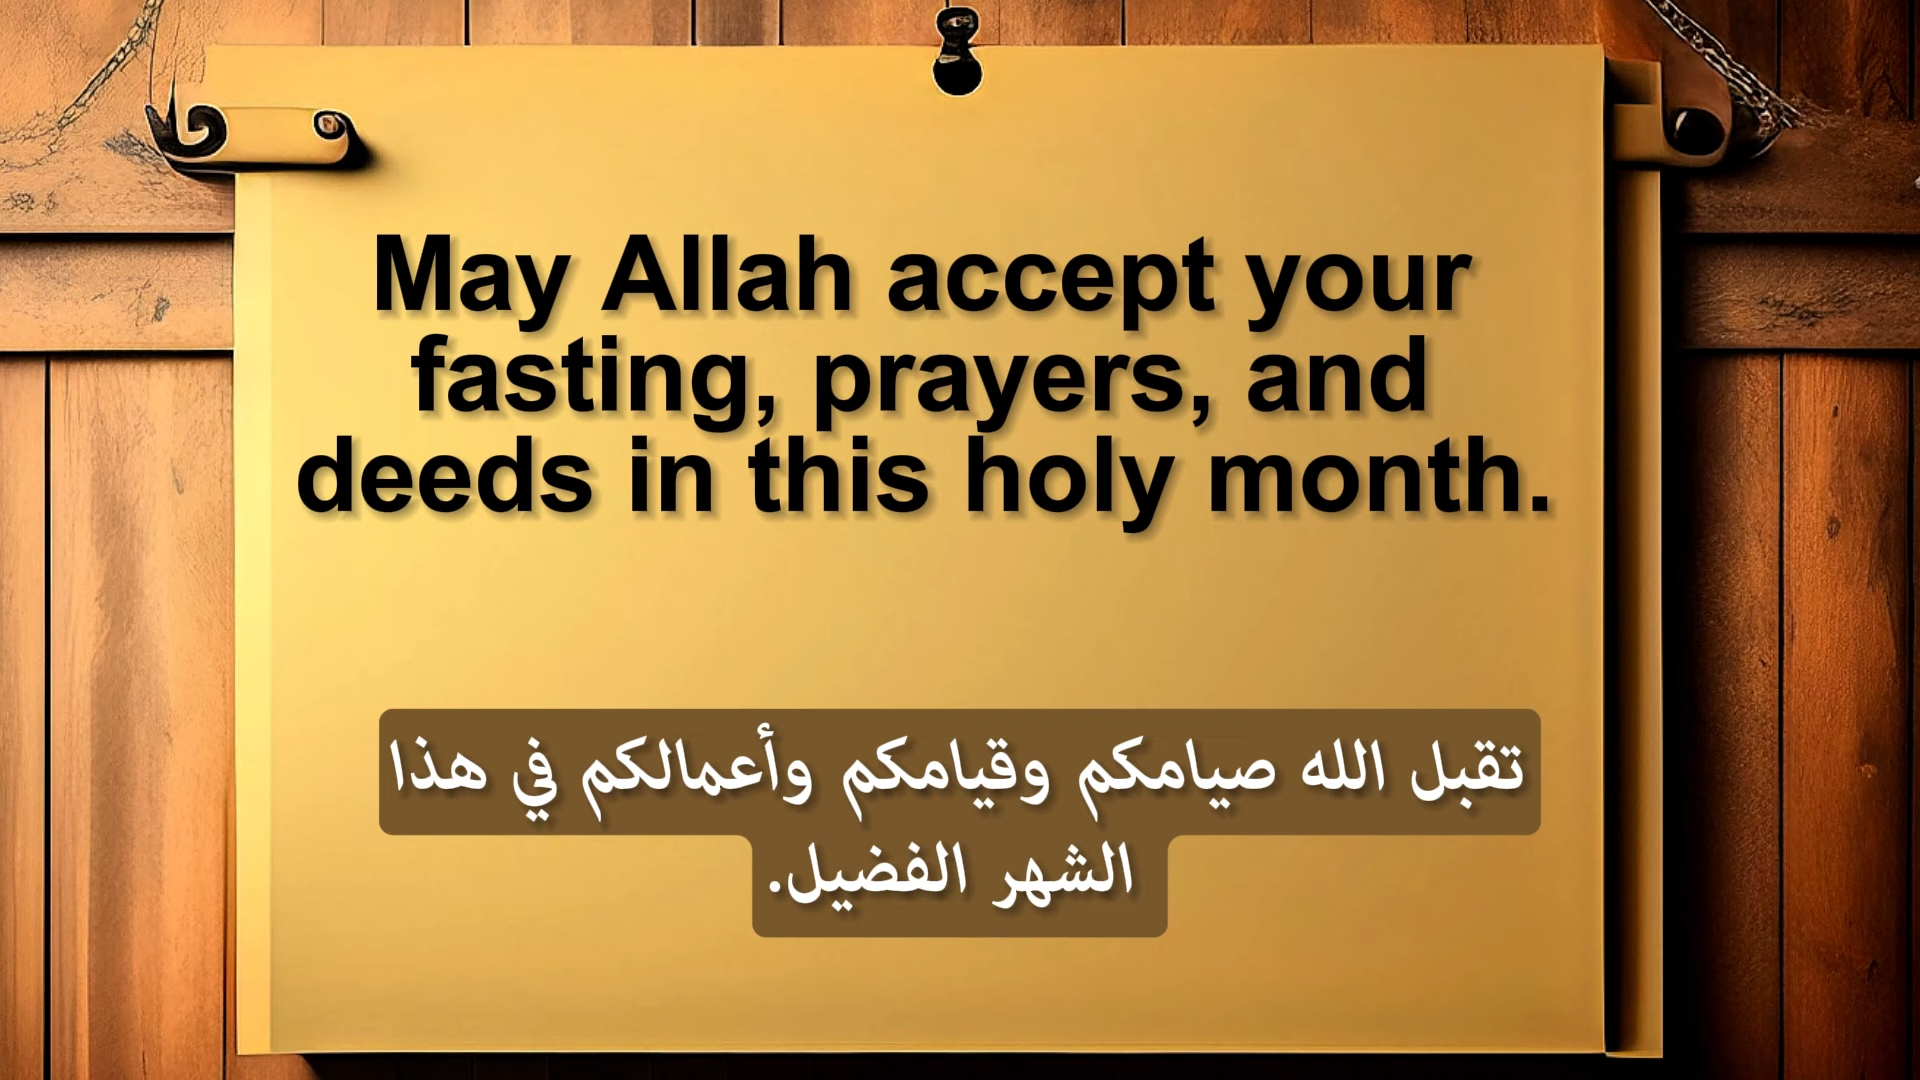 May Allah accept your
fasting, prayers, and
deeds in this holy month.
تقبل الله صيامكم وقيامكم وأعمالكم في هذا
الشهر الفضيل.